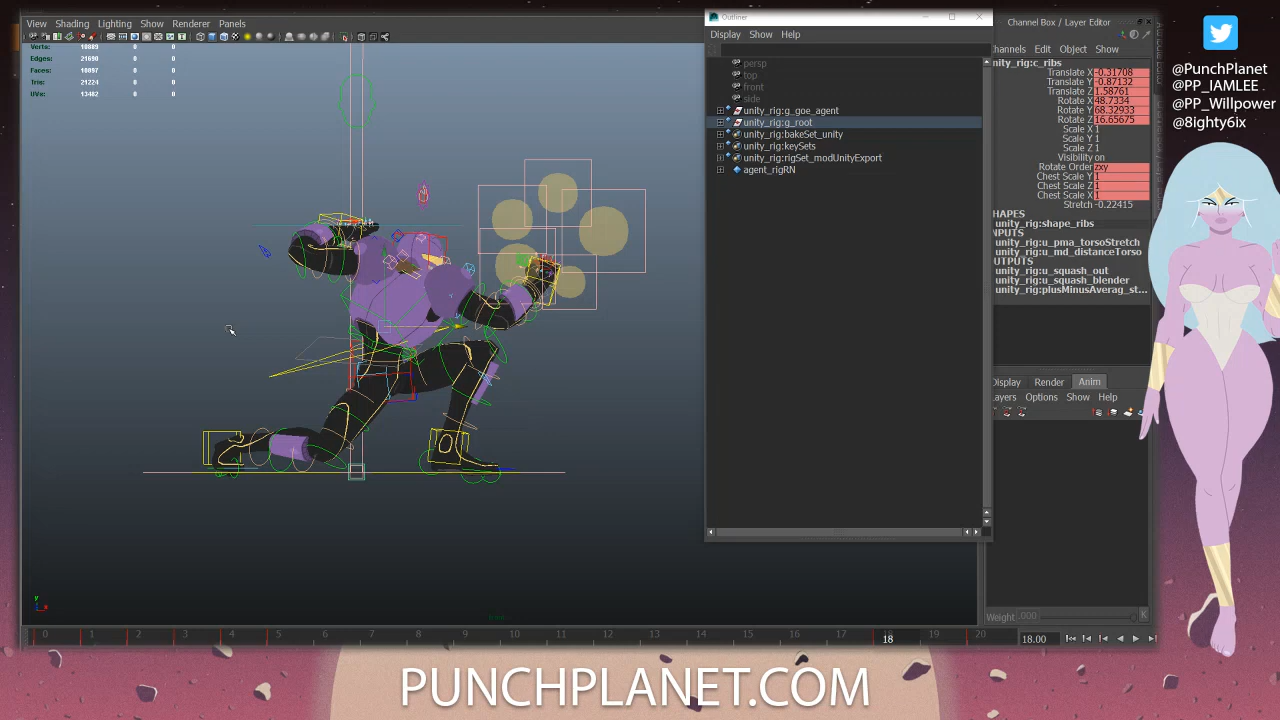 View Shading Lighting Show Renderer Panels
Verts: 10889 0 0
Edges: 21690 0 0
Faces: 10897 0 0
Tris: 21224 0 0
UVs: 13482 0 0
Outliner
Display Show Help
persp
top
front
side
unity_rig:g_goe_agent
unity_rig:g_root
unity_rig:bakeSet_unity
unity_rig:keySets
unity_rig:rigSet_modUnityExport
agent_rigRN
Channel Box / Layer Editor
hannels Edit Object Show
unity_rig:c_ribs
Translate X -0.31708
Translate Y -0.87132
Translate Z 1.58761
Rotate X 48.7334
Rotate Y 68.32933
Rotate Z 16.65675
Scale X 1
Scale Y 1
Scale Z 1
Visibility on
Rotate Order zxy
Chest Scale Y 1
Chest Scale Z 1
Chest Scale X 1
Stretch -0.22415
SHAPES
unity_rig:shape_ribs
INPUTS
unity_rig:u_pma_torsoStretch
unity_rig:u_md_distanceTorso
OUTPUTS
unity_rig:u_squash_out
unity_rig:u_squash_blender
unity_rig:plusMinusAverag_st...
Display Render Anim
ayers Options Show Help
Weight .000 K
y
x
0 1 2 3 4 5 6 7 8 9 10 11 12 13 14 15 16 17 18 19 20
18.00
@PunchPlanet
@PP_IAMLEE
@PP_Willpower
@8ighty6ix
PUNCHPLANET.COM